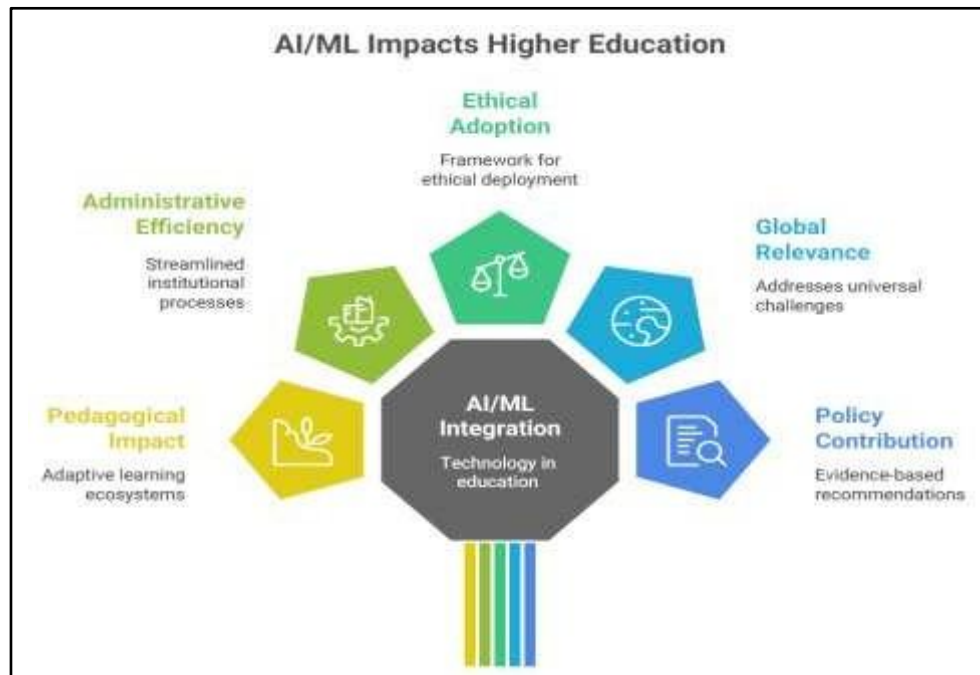 AI/ML Impacts Higher Education
Ethical
Adoption
Framework for
ethical deployment
Administrative
Efficiency
Streamlined
institutional
processes
Global
Relevance
Addresses universal
challenges
Pedagogical
Impact
Adaptive learning
ecosystems
AI/ML
Integration
Technology in
education
Policy
Contribution
Evidence-based
recommendations